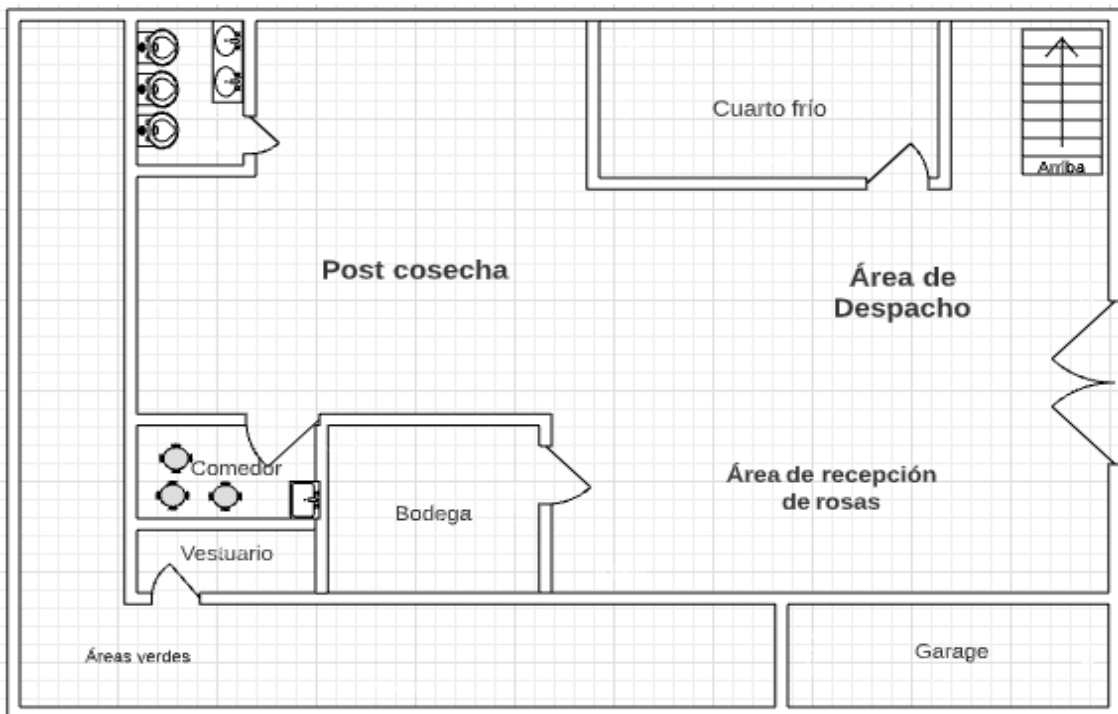 Cuarto frío
Arriba
Post cosecha
Área de
Despacho
Comedor
Área de recepción
de rosas
Bodega
Vestuario
Áreas verdes
Garage